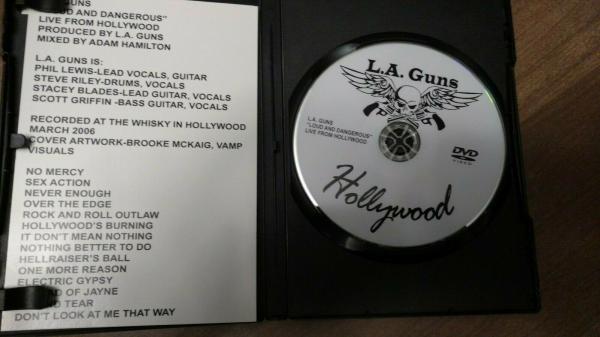 GUNS
"LOUD AND DANGEROUS"
LIVE FROM HOLLYWOOD
PRODUCED BY L.A. GUNS
MIXED BY ADAM HAMILTON
L.A. GUNS IS:
PHIL LEWIS-LEAD VOCALS, GUITAR
STEVE RILEY-DRUMS, VOCALS
STACEY BLADES-LEAD GUITAR, VOCALS
SCOTT GRIFFIN -BASS GUITAR, VOCALS
RECORDED AT THE WHISKY IN HOLLYWOOD
MARCH 2006
COVER ARTWORK-BROOKE MCKAIG, VAMP
VISUALS
NO MERCY
SEX ACTION
NEVER ENOUGH
OVER THE EDGE
ROCK AND ROLL OUTLAW
HOLLYWOOD'S BURNING
IT DON'T MEAN NOTHING
NOTHING BETTER TO DO
HELLRAISER'S BALL
ONE MORE REASON
ELECTRIC GYPSY
OF JAYNE
TEAR
DON'T LOOK AT ME THAT WAY
L.A. Guns
L.A. GUNS
"LOUD AND DANGEROUS"
LIVE FROM HOLLYWOOD
DVD
VIDEO
Hollywood